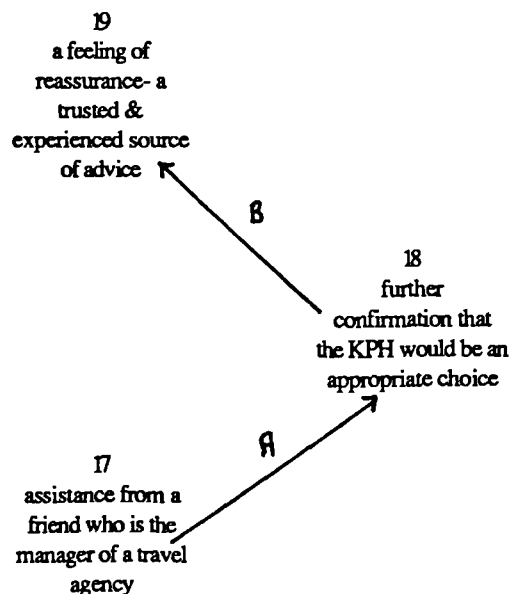 19
a feeling of
reassurance- a
trusted &
experienced source
of advice
B
18
further
confirmation that
the KPH would be an
appropriate choice
A
17
assistance from a
friend who is the
manager of a travel
agency